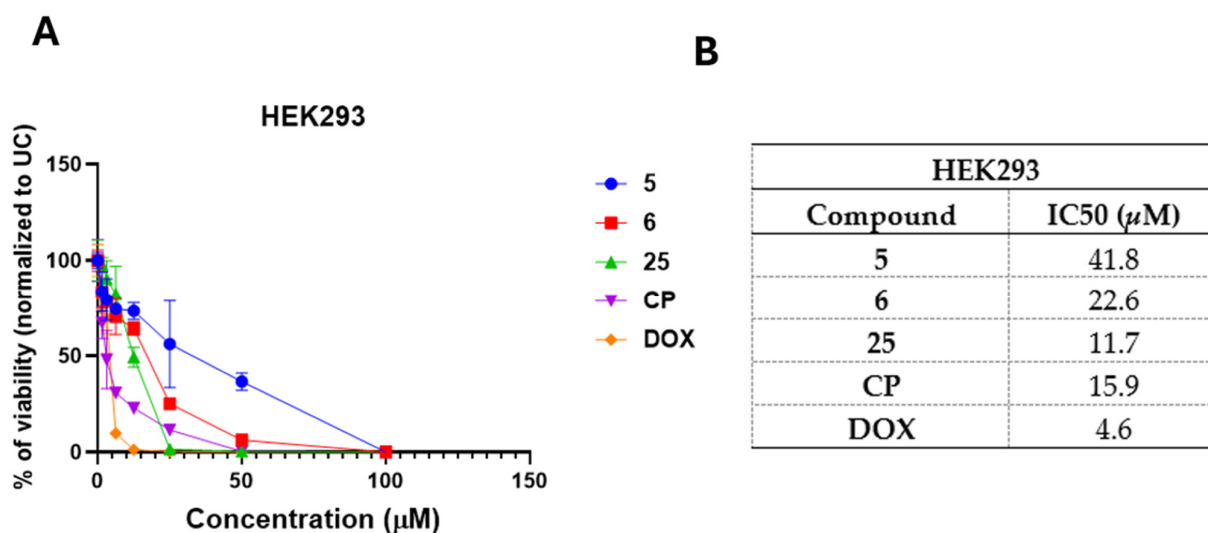 A
HEK293
% of viability (normalized to UC)
150
100
50
0
0
50
100
150
Concentration (μM)
5
6
25
CP
DOX
B
HEK293
Compound IC50 (μM)
5 41.8
6 22.6
25 11.7
CP 15.9
DOX 4.6